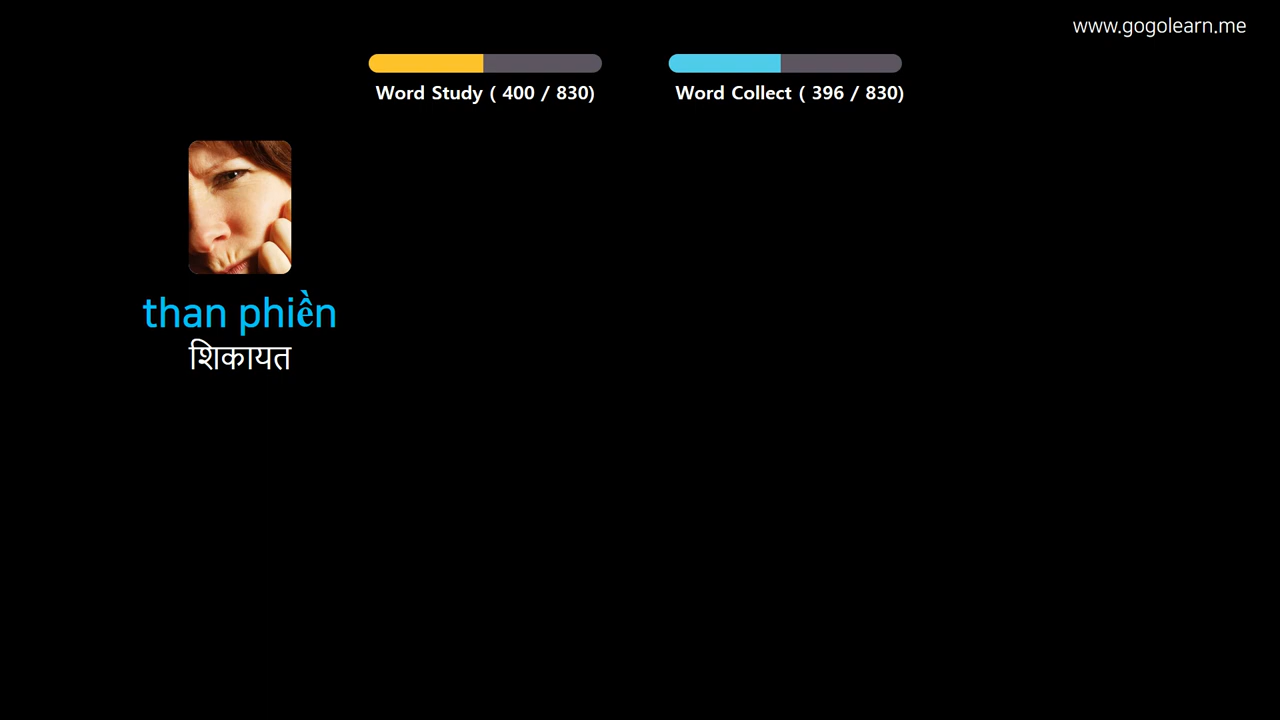 www.gogolearn.me
Word Study ( 400 / 830)
Word Collect ( 396 / 830)
than phiền
शिकायत